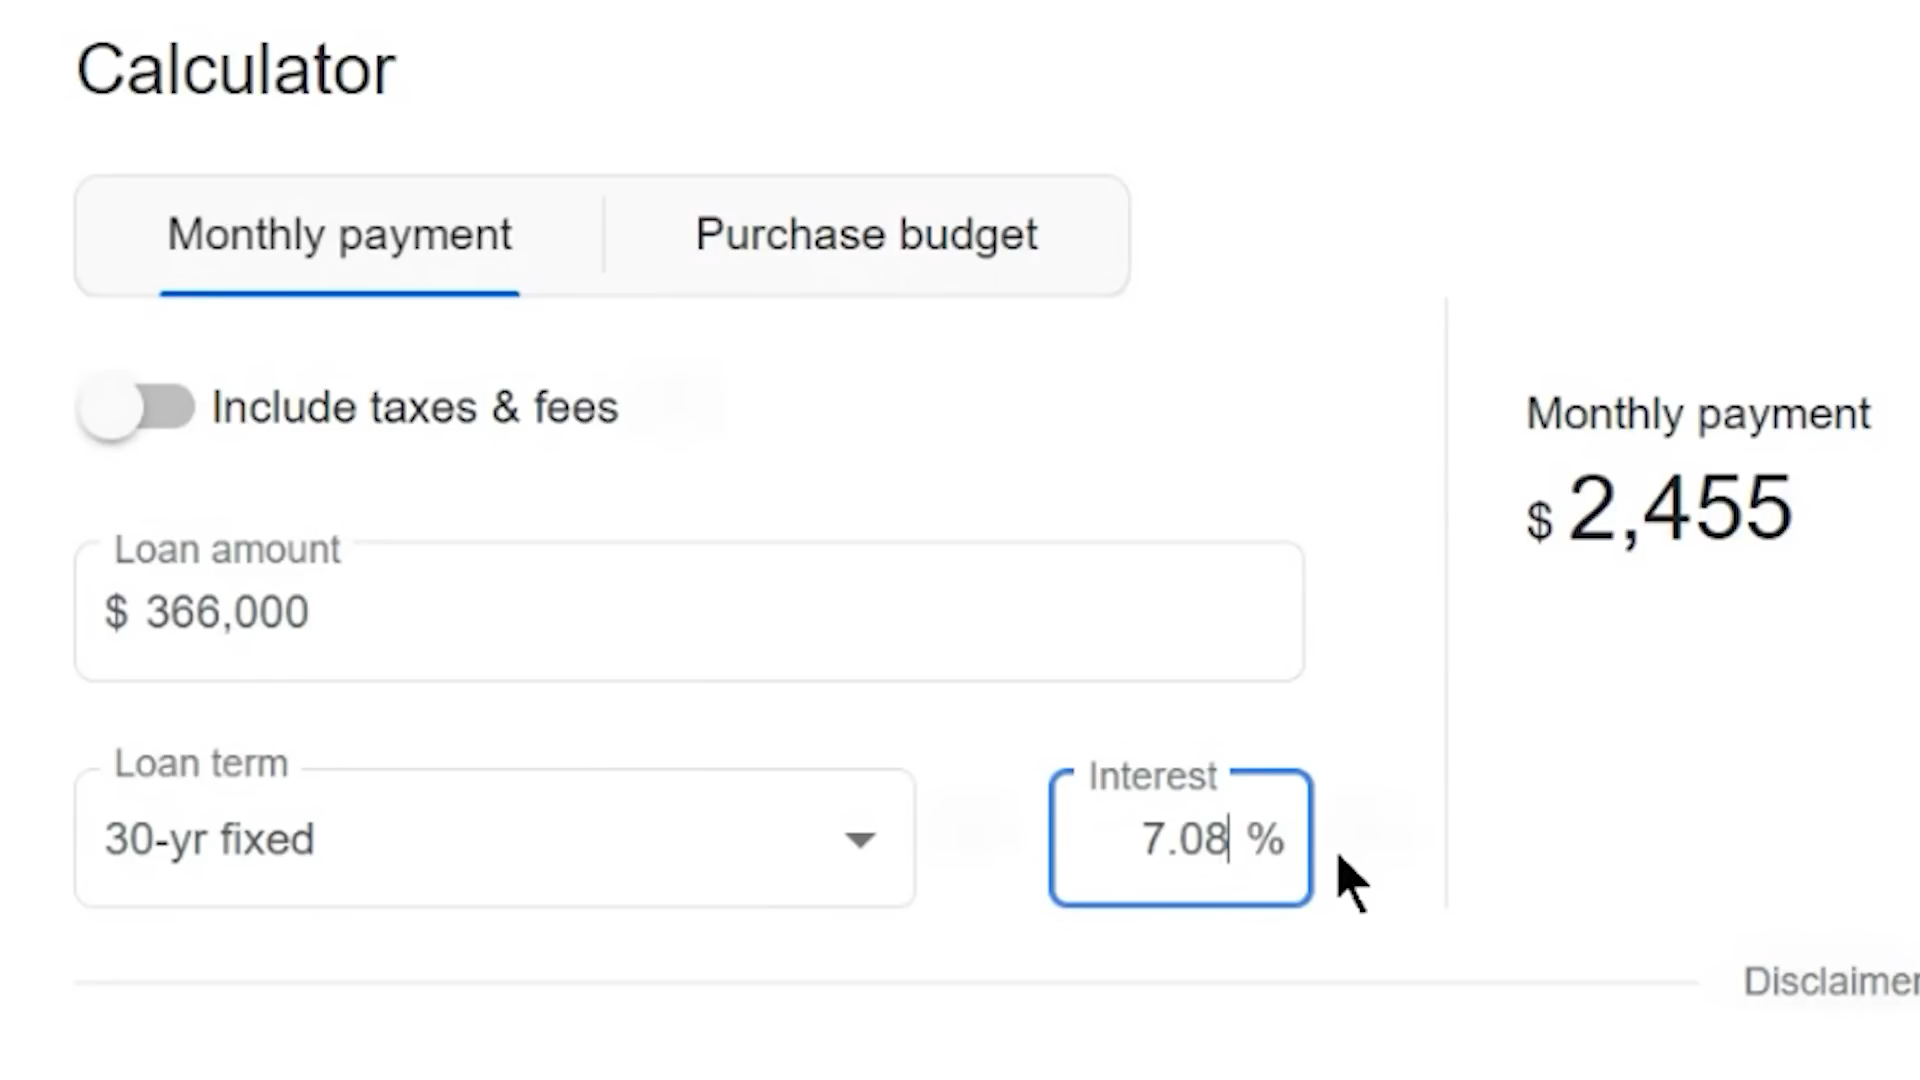 Calculator
Monthly payment
Purchase budget
Include taxes & fees
Monthly payment
$ 2,455
Loan amount
$ 366,000
Loan term
30-yr fixed
Interest
7.08 %
Disclaimer